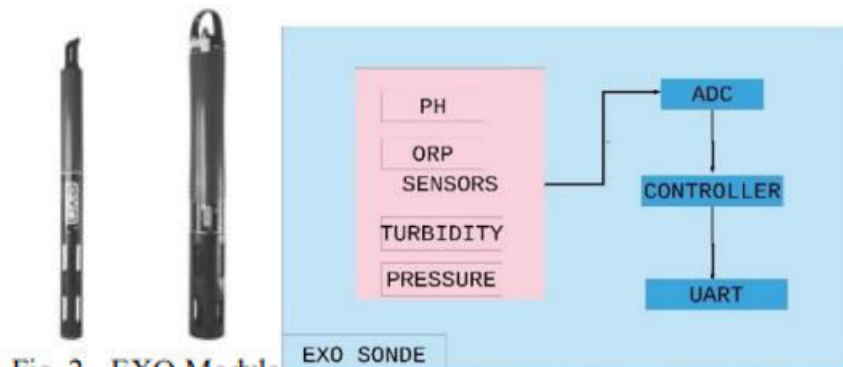 PH
ORP
SENSORS
TURBIDITY
PRESSURE
ADC
CONTROLLER
UART
EXO SONDE